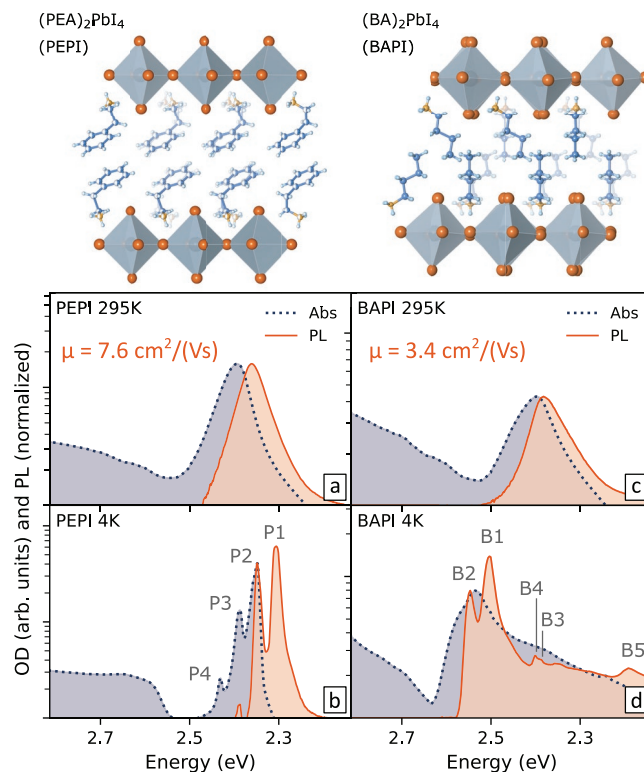 (PEA)₂PbI₄
(PEPI)
(BA)₂PbI₄
(BAPI)
PEPI 295K
Abs
PL
μ = 7.6 cm²/(Vs)
a
BAPI 295K
Abs
PL
μ = 3.4 cm²/(Vs)
c
PEPI 4K
P1
P2
P3
P4
b
BAPI 4K
B1
B2
B4
B3
B5
d
OD (arb. units) and PL (normalized)
2.7
2.5
2.3
2.7
2.5
2.3
Energy (eV)
Energy (eV)